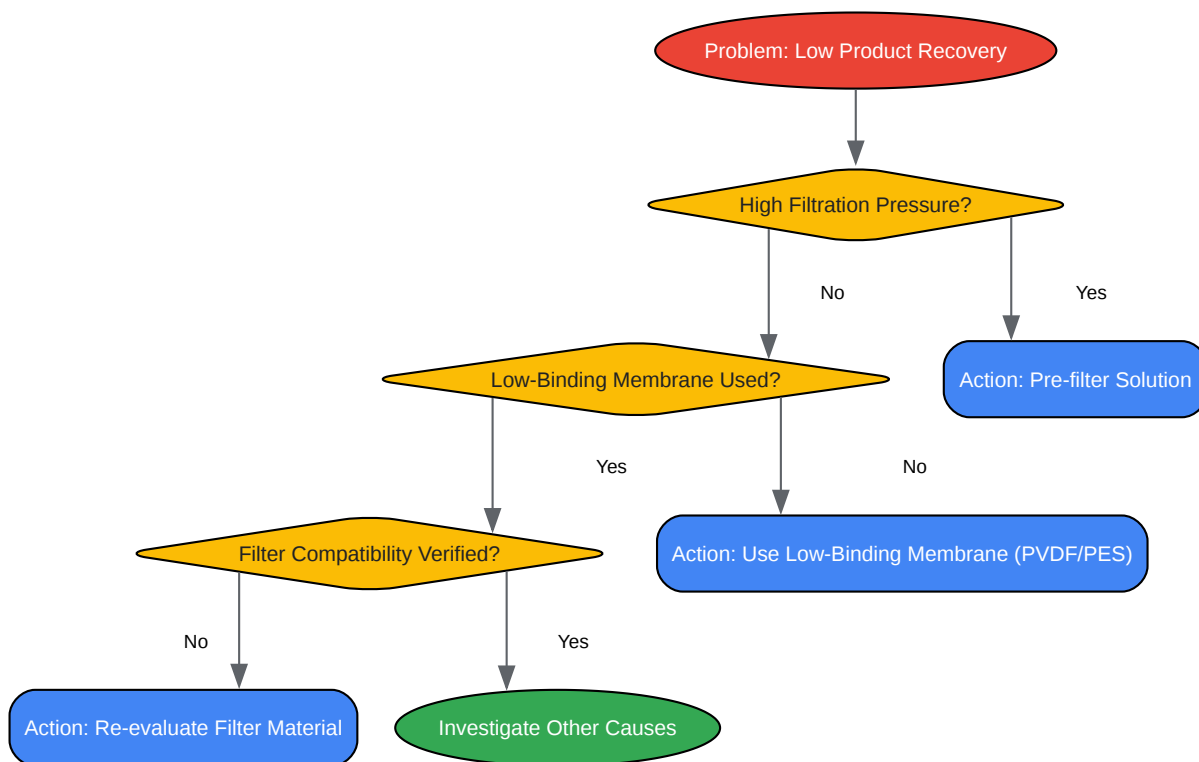 Problem: Low Product Recovery
High Filtration Pressure?
No
Yes
Action: Pre-filter Solution
Low-Binding Membrane Used?
Yes
No
Action: Use Low-Binding Membrane (PVDF/PES)
Filter Compatibility Verified?
No
Yes
Action: Re-evaluate Filter Material
Investigate Other Causes